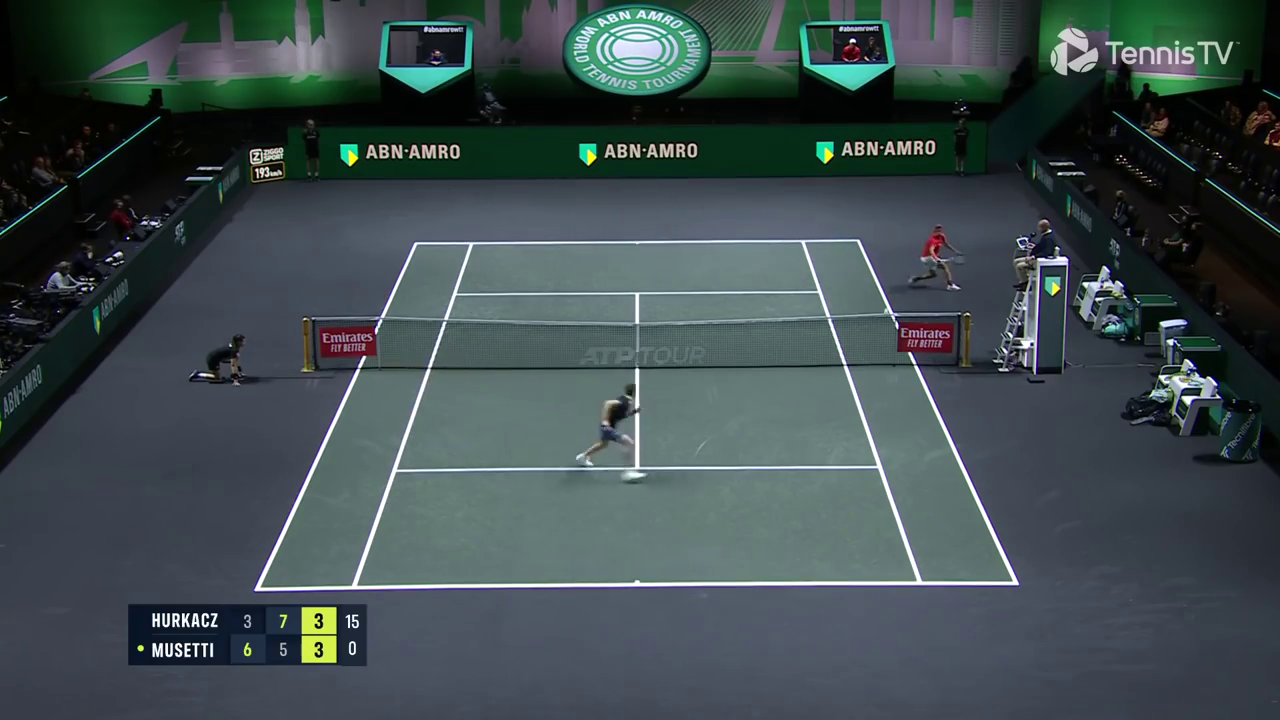 #abnamrowtt
#abnamrowtt
ABN AMRO
WORLD TENNIS TOURNAMENT
TennisTV
ZIGGO SPORT
193 km/h
ABN·AMRO
ABN·AMRO
ABN·AMRO
ABN·AMRO
ABN·AMRO
Emirates
FLY BETTER
Emirates
FLY BETTER
ATP TOUR
HURKACZ 3 7 3 15
MUSETTI 6 5 3 0